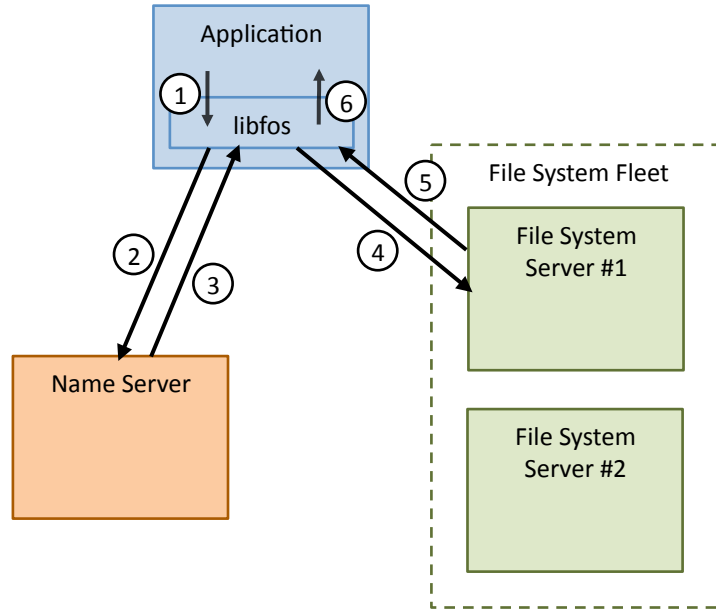 Application
1
6
libfos
File System Fleet
5
2
4
3
File System
Server #1
Name Server
File System
Server #2